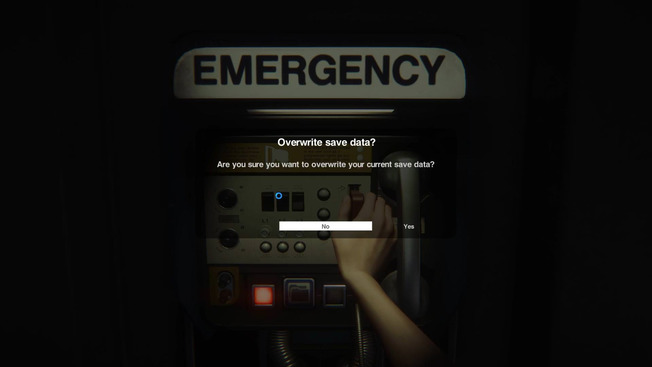 EMERGENCY
Overwrite save data?
Are you sure you want to overwrite your current save data?
No Yes